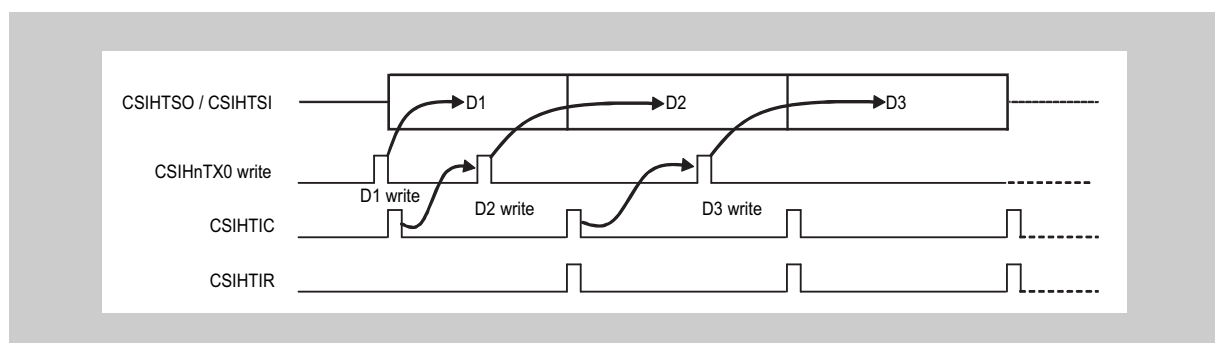 CSIHTSO / CSIHTSI
D1
D2
D3
CSIHnTX0 write
D1 write
D2 write
D3 write
CSIHTIC
CSIHTIR